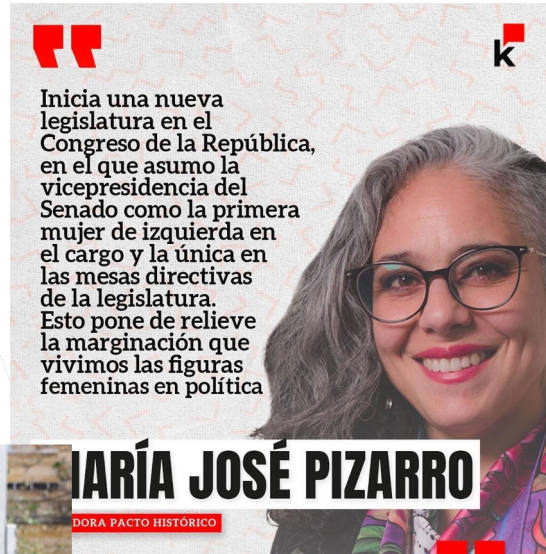 k
Inicia una nueva
legislatura en el
Congreso de la República,
en el que asumo la
vicepresidencia del
Senado como la primera
mujer de izquierda en
el cargo y la única en
las mesas directivas
de la legislatura.
Esto pone de relieve
la marginación que
vivimos las figuras
femeninas en política
JOSÉ PIZARRO
PACTO HISTÓRICO